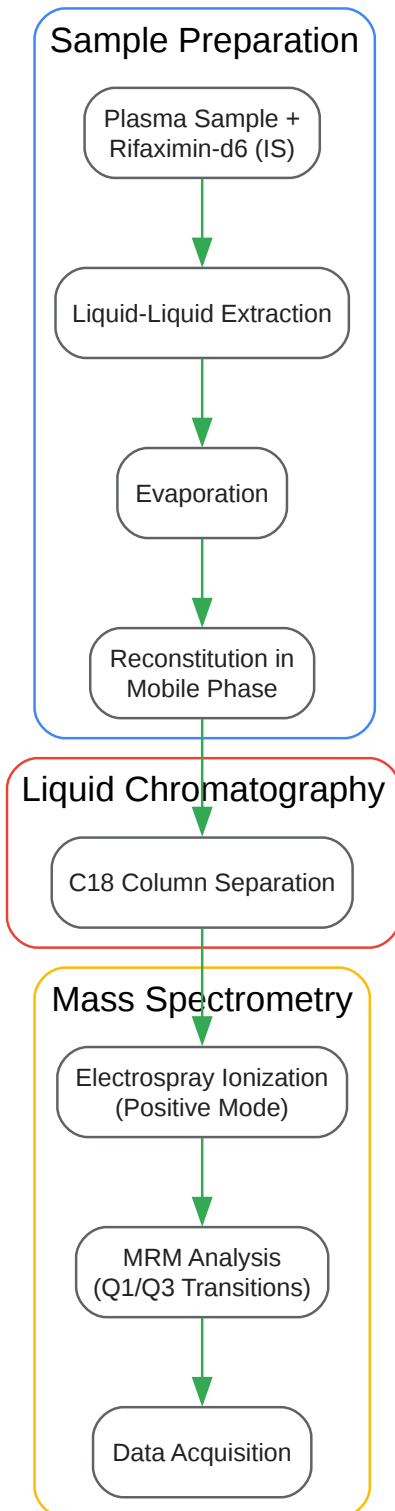 Sample Preparation
Plasma Sample +
Rifaximin-d6 (IS)
Liquid-Liquid Extraction
Evaporation
Reconstitution in
Mobile Phase
Liquid Chromatography
C18 Column Separation
Mass Spectrometry
Electrospray Ionization
(Positive Mode)
MRM Analysis
(Q1/Q3 Transitions)
Data Acquisition